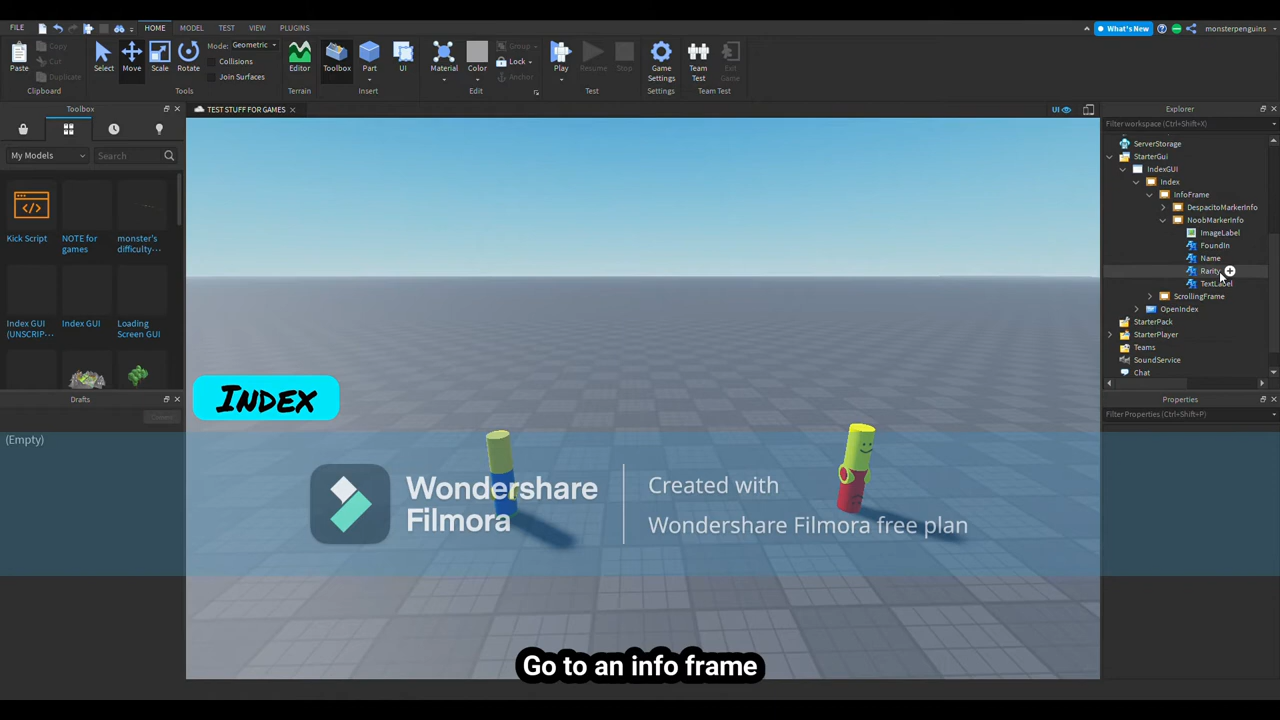 FILE
HOME
MODEL
TEST
VIEW
PLUGINS
What's New
monsterpenguins
Paste
Copy
Cut
Duplicate
Select
Move
Scale
Rotate
Mode: Geometric
Collisions
Join Surfaces
Editor
Toolbox
Part
UI
Material
Color
Group
Lock
Anchor
Play
Resume
Stop
Game
Settings
Team
Test
Exit
Game
Clipboard
Tools
Terrain
Insert
Edit
Test
Settings
Team Test
Toolbox
TEST STUFF FOR GAMES
UI
Explorer
Filter workspace (Ctrl+Shift+X)
My Models
Search
Kick Script
NOTE for
games
monster's
difficulty-···
Index GUI
(UNSCRIP-···
Index GUI
Loading
Screen GUI
Drafts
(Empty)
ServerStorage
StarterGui
IndexGUI
Index
InfoFrame
DespacitoMarkerInfo
NoobMarkerInfo
ImageLabel
FoundIn
Name
Rarity
TextLabel
ScrollingFrame
OpenIndex
StarterPack
StarterPlayer
Teams
SoundService
Chat
Properties
Filter Properties (Ctrl+Shift+P)
INDEX
Wondershare
Filmora
Created with
Wondershare Filmora free plan
Go to an info frame